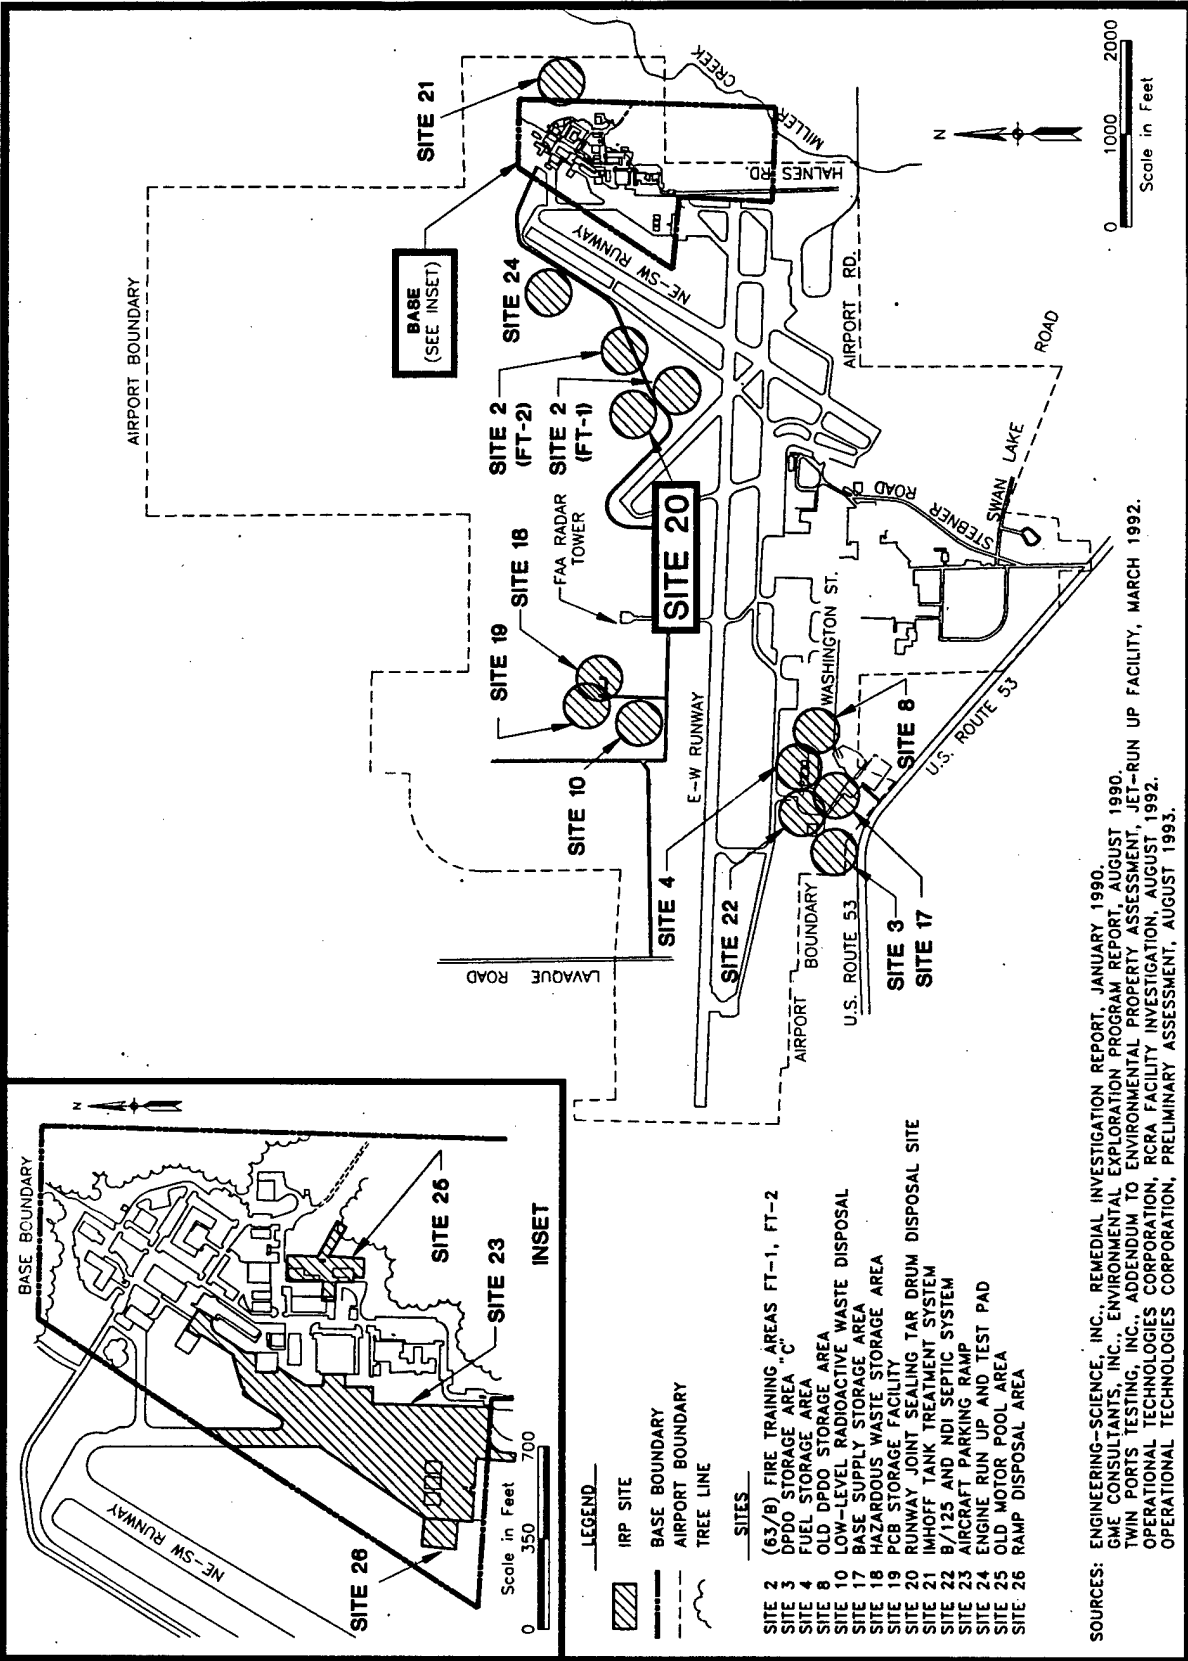 AIRPORT BOUNDARY
BASE
(SEE INSET)
SITE 21
SITE 24
SITE 2
(FT-2)
SITE 2
(FT-1)
FAA RADAR
TOWER
SITE 20
SITE 18
SITE 19
SITE 10
SITE 4
SITE 22
SITE 3
SITE 17
SITE 8
NE-SW RUNWAY
E-W RUNWAY
MILLER
CREEK
HALNES RD.
AIRPORT RD.
WASHINGTON ST.
STEBNER
ROAD
SWAN
LAKE
ROAD
U.S. ROUTE 53
U.S. ROUTE 53
AIRPORT
BOUNDARY
LAVAQUE
ROAD
N
0
1000
2000
Scale in Feet
BASE BOUNDARY
N
NE-SW RUNWAY
SITE 25
SITE 23
SITE 26
INSET
0
350
700
Scale in Feet
LEGEND
IRP SITE
BASE BOUNDARY
AIRPORT BOUNDARY
TREE LINE
SITES
SITE 2 (63/B) FIRE TRAINING AREAS FT-1, FT-2
SITE 3 DPDO STORAGE AREA "C"
SITE 4 FUEL STORAGE AREA
SITE 8 OLD DPDO STORAGE AREA
SITE 10 LOW-LEVEL RADIOACTIVE WASTE DISPOSAL
SITE 17 BASE SUPPLY STORAGE AREA
SITE 18 HAZARDOUS WASTE STORAGE AREA
SITE 19 PCB STORAGE FACILITY
SITE 20 RUNWAY JOINT SEALING TAR DRUM DISPOSAL SITE
SITE 21 IMHOFF TANK TREATMENT SYSTEM
SITE 22 B/125 AND NDI SEPTIC SYSTEM
SITE 23 AIRCRAFT PARKING RAMP
SITE 24 ENGINE RUN UP AND TEST PAD
SITE 25 OLD MOTOR POOL AREA
SITE 26 RAMP DISPOSAL AREA
SOURCES: ENGINEERING-SCIENCE, INC., REMEDIAL INVESTIGATION REPORT, JANUARY 1990.
GME CONSULTANTS, INC., ENVIRONMENTAL EXPLORATION PROGRAM REPORT, AUGUST 1990.
TWIN PORTS TESTING, INC., ADDENDUM TO ENVIRONMENTAL PROPERTY ASSESSMENT, JET-RUN UP FACILITY, MARCH 1992.
OPERATIONAL TECHNOLOGIES CORPORATION, RCRA FACILITY INVESTIGATION, AUGUST 1992.
OPERATIONAL TECHNOLOGIES CORPORATION, PRELIMINARY ASSESSMENT, AUGUST 1993.